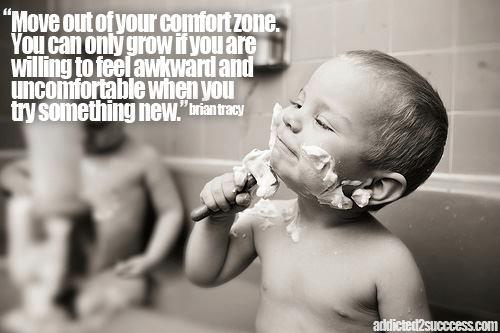 “Move out of your comfort zone.
You can only grow if you are
willing to feel awkward and
uncomfortable when you
try something new.” brian tracy
addicted2succcess.com